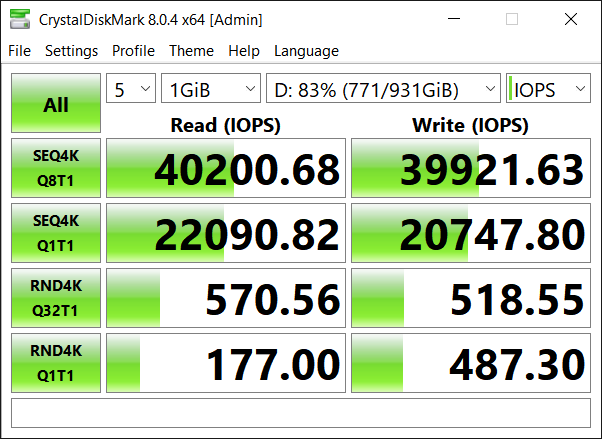 CrystalDiskMark 8.0.4 x64 [Admin]
File Settings Profile Theme Help Language
All 5 1GiB D: 83% (771/931GiB) IOPS
Read (IOPS) Write (IOPS)
SEQ4K
Q8T1
40200.68 39921.63
SEQ4K
Q1T1
22090.82 20747.80
RND4K
Q32T1
570.56 518.55
RND4K
Q1T1
177.00 487.30